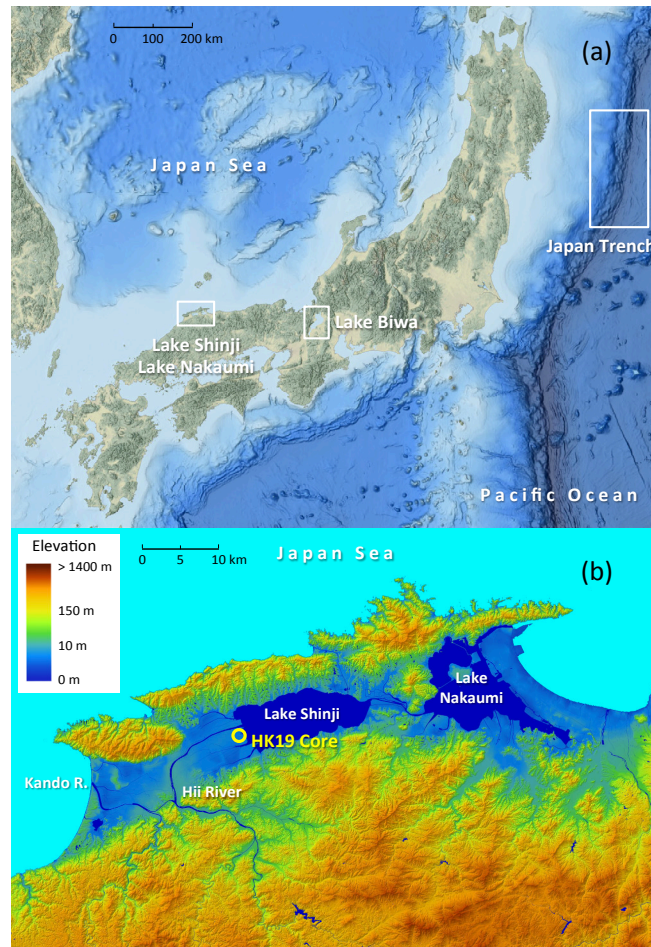 0 100 200 km
(a)
Japan Sea
Japan Trench
Lake Biwa
Lake Shinji
Lake Nakaumi
Pacific Ocean
Elevation
> 1400 m
150 m
10 m
0 m
0 5 10 km
Japan Sea
(b)
Lake
Nakaumi
Lake Shinji
HK19 Core
Kando R.
Hii River